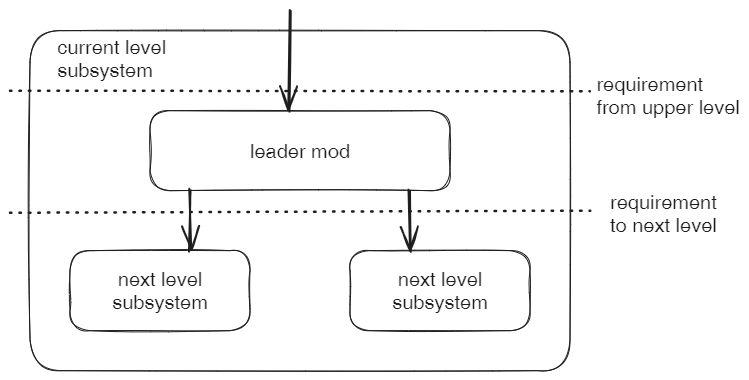 current level
subsystem
requirement
from upper level
leader mod
requirement
to next level
next level
subsystem
next level
subsystem